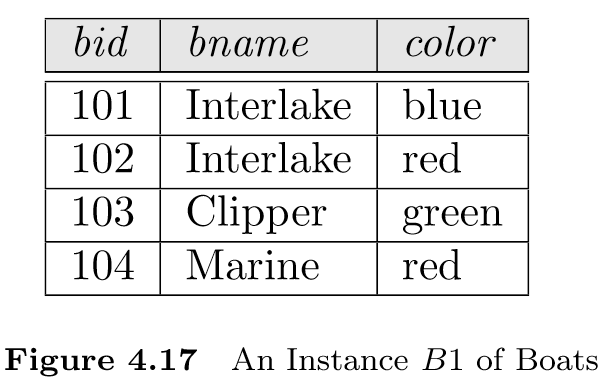 bid bname color
101 Interlake blue
102 Interlake red
103 Clipper green
104 Marine red
Figure 4.17 An Instance B1 of Boats